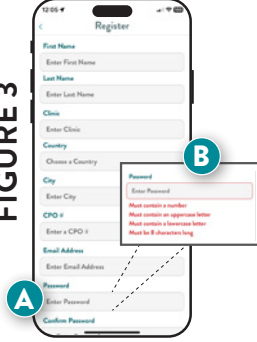 FIGURE 3
12:05
Register
First Name
Enter First Name
Last Name
Enter Last Name
Clinic
Enter Clinic
Country
Choose a Country
City
Enter City
CPO #
Enter a CPO #
Email Address
Enter Email Address
A
Password
Enter Password
Confirm Password
B
Password
Enter Password
Must contain a number
Must contain an uppercase letter
Must contain a lowercase letter
Must be 8 characters long